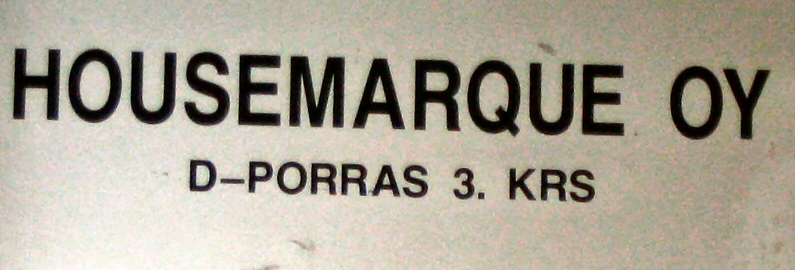 HOUSEMARQUE OY
D-PORRAS 3. KRS